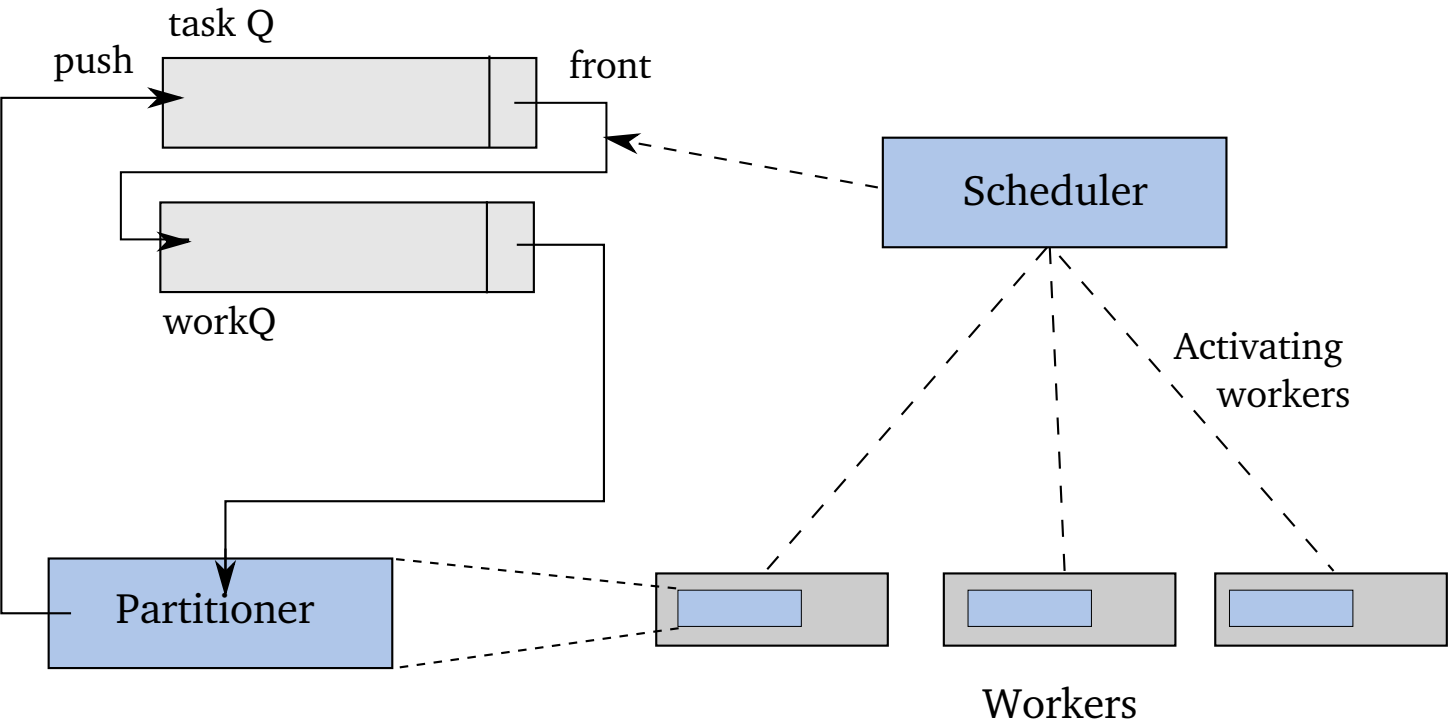 task Q
push
front
Scheduler
workQ
Activating
workers
Partitioner
Workers